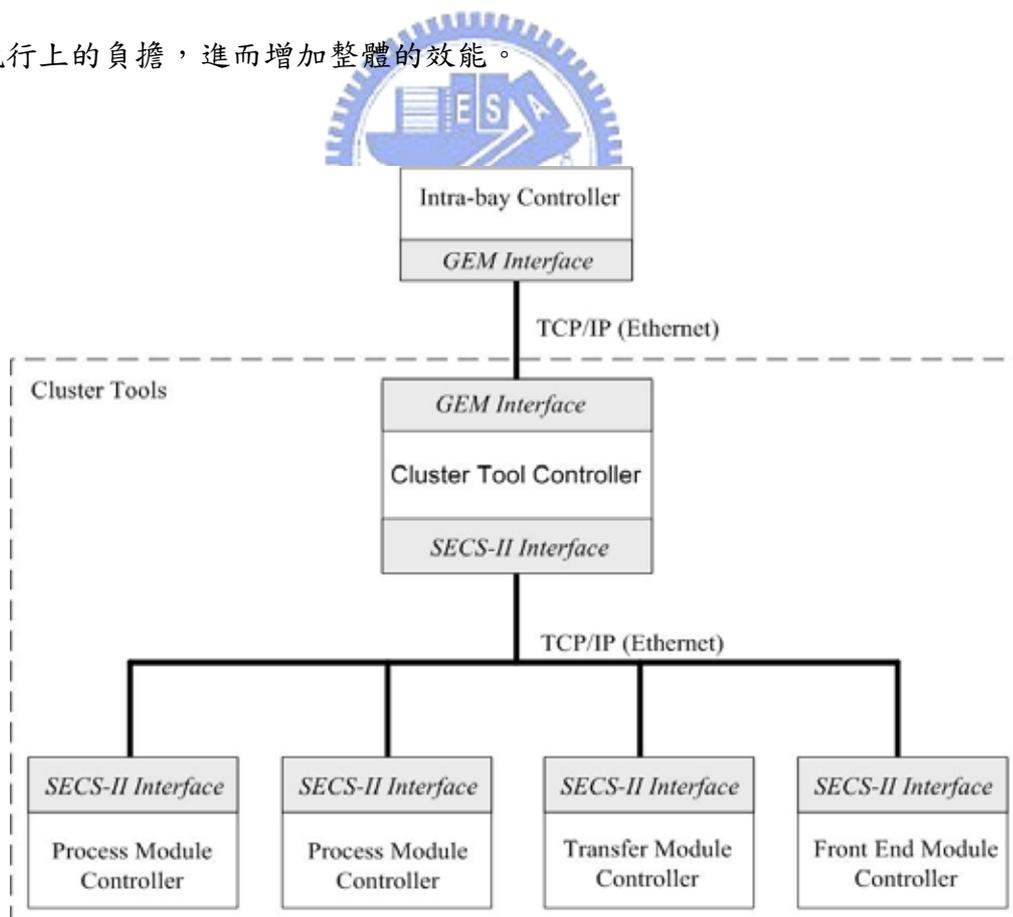 行上的負擔，進而增加整體的效能。
ESA
Intra-bay Controller
GEM Interface
TCP/IP (Ethernet)
Cluster Tools
GEM Interface
Cluster Tool Controller
SECS-II Interface
TCP/IP (Ethernet)
SECS-II Interface
SECS-II Interface
SECS-II Interface
SECS-II Interface
Process Module
Controller
Process Module
Controller
Transfer Module
Controller
Front End Module
Controller